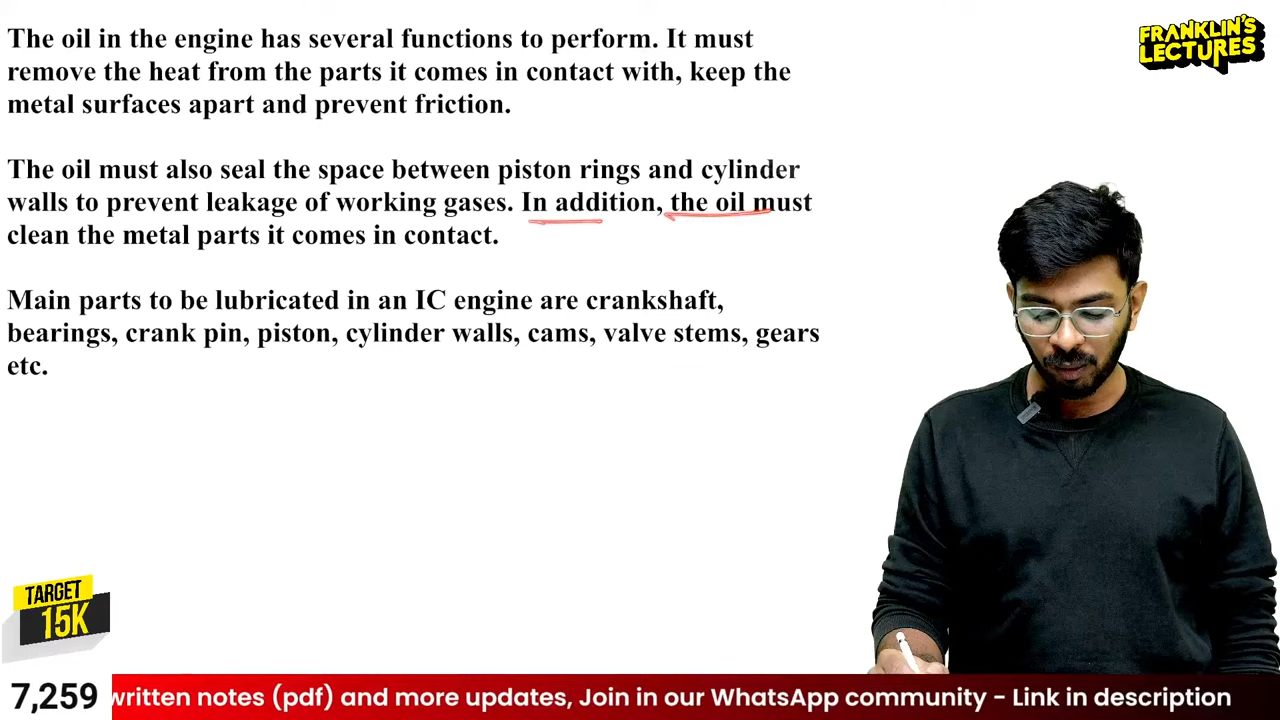 The oil in the engine has several functions to perform. It must
remove the heat from the parts it comes in contact with, keep the
metal surfaces apart and prevent friction.
The oil must also seal the space between piston rings and cylinder
walls to prevent leakage of working gases. In addition, the oil must
clean the metal parts it comes in contact.
Main parts to be lubricated in an IC engine are crankshaft,
bearings, crank pin, piston, cylinder walls, cams, valve stems, gears
etc.
FRANKLIN'S
LECTURES
TARGET
15K
7,259
written notes (pdf) and more updates, Join in our WhatsApp community - Link in description